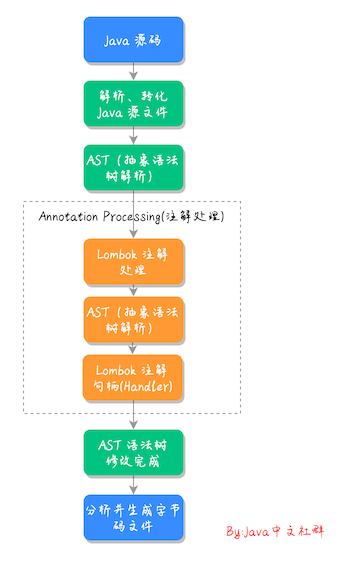 Java 源码
解析、转化
Java 源文件
AST（抽象语法
树解析）
Annotation Processing(注解处理)
Lombok 注解
处理
AST（抽象语法
树解析）
Lombok 注解
句柄(Handler)
AST 语法树
修改完成
分析并生成字节
码文件
By:Java中文社群